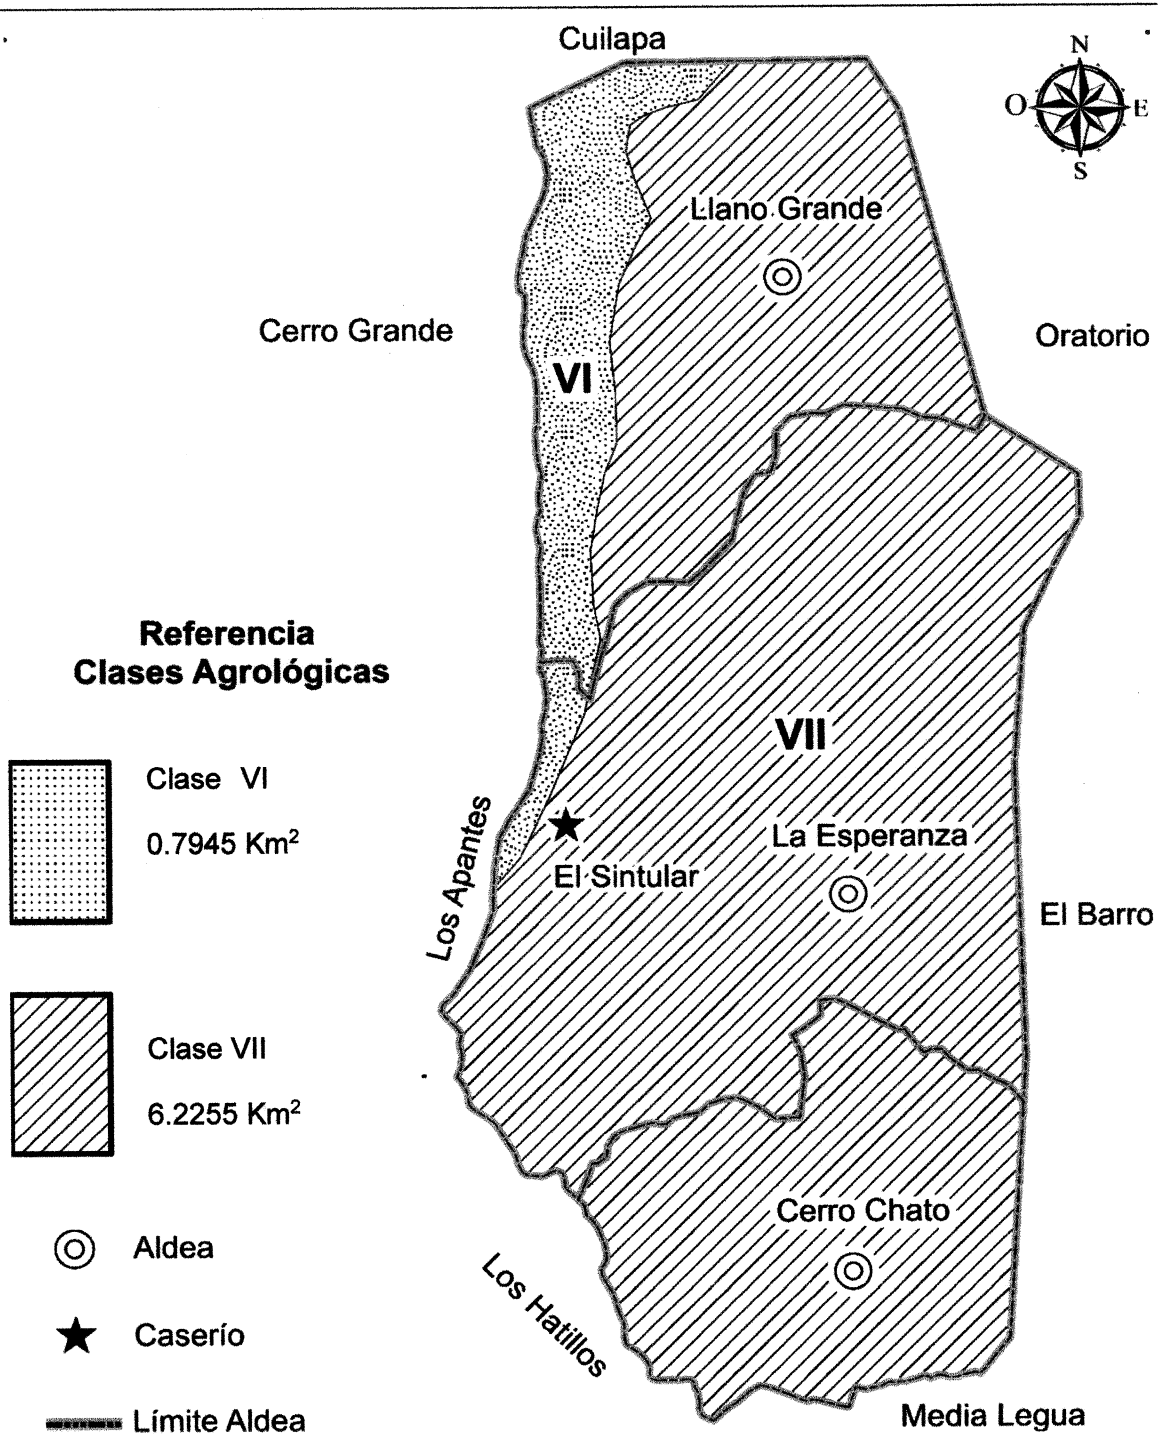 Cuilapa
N
O
E
S
Llano Grande
Cerro Grande
Oratorio
VI
Referencia
Clases Agrológicas
VII
Clase VI
0.7945 Km²
Los Apantes
La Esperanza
El Sintular
El Barro
Clase VII
6.2255 Km²
Cerro Chato
Aldea
Los Hatillos
Caserío
Límite Aldea
Media Legua